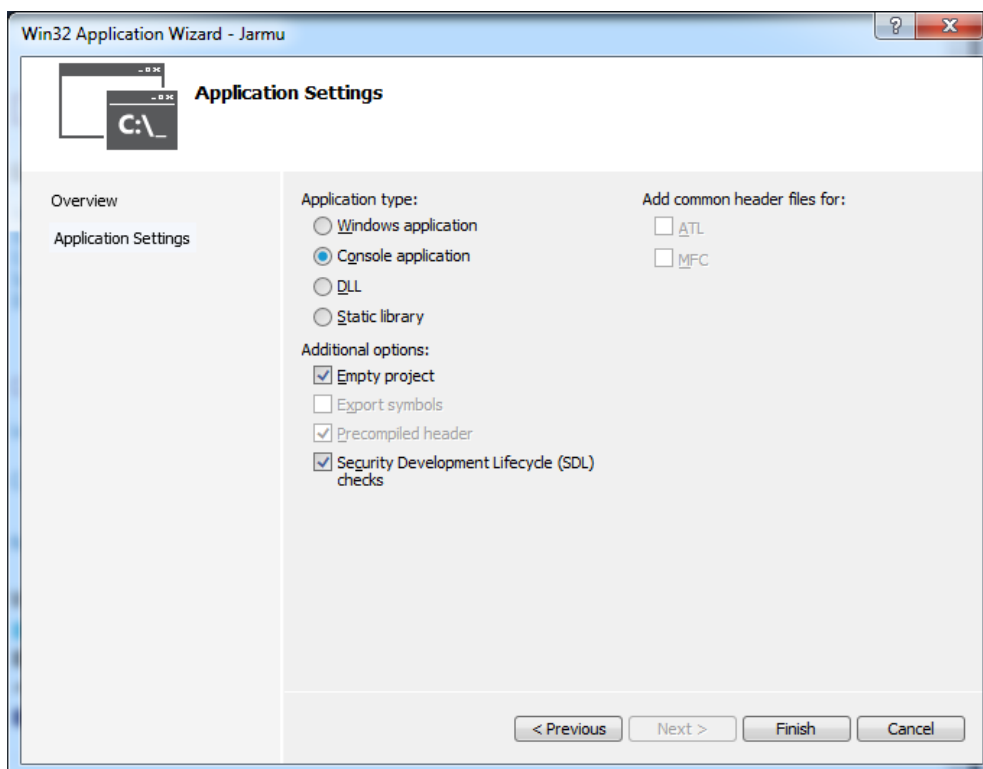 Win32 Application Wizard - Jarmu
C:\_
Application Settings
Overview
Application Settings
Application type:
Windows application
Console application
DLL
Static library
Additional options:
Empty project
Export symbols
Precompiled header
Security Development Lifecycle (SDL)
checks
Add common header files for:
ATL
MFC
< Previous
Next >
Finish
Cancel